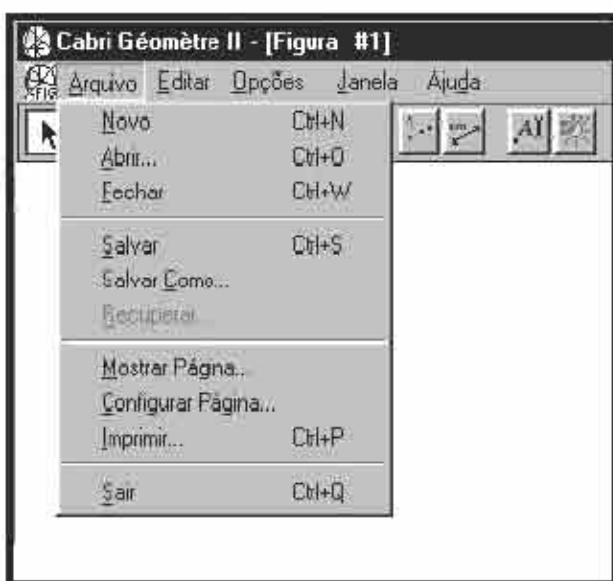 Cabri Géomètre II - [Figura #1]
Arquivo Editar Opções Janela Ajuda
Novo Ctrl+N
Abrir... Ctrl+O
Fechar Ctrl+W
Salvar Ctrl+S
Salvar Como...
Recuperar...
Mostrar Página...
Configurar Página...
Imprimir... Ctrl+P
Sair Ctrl+Q